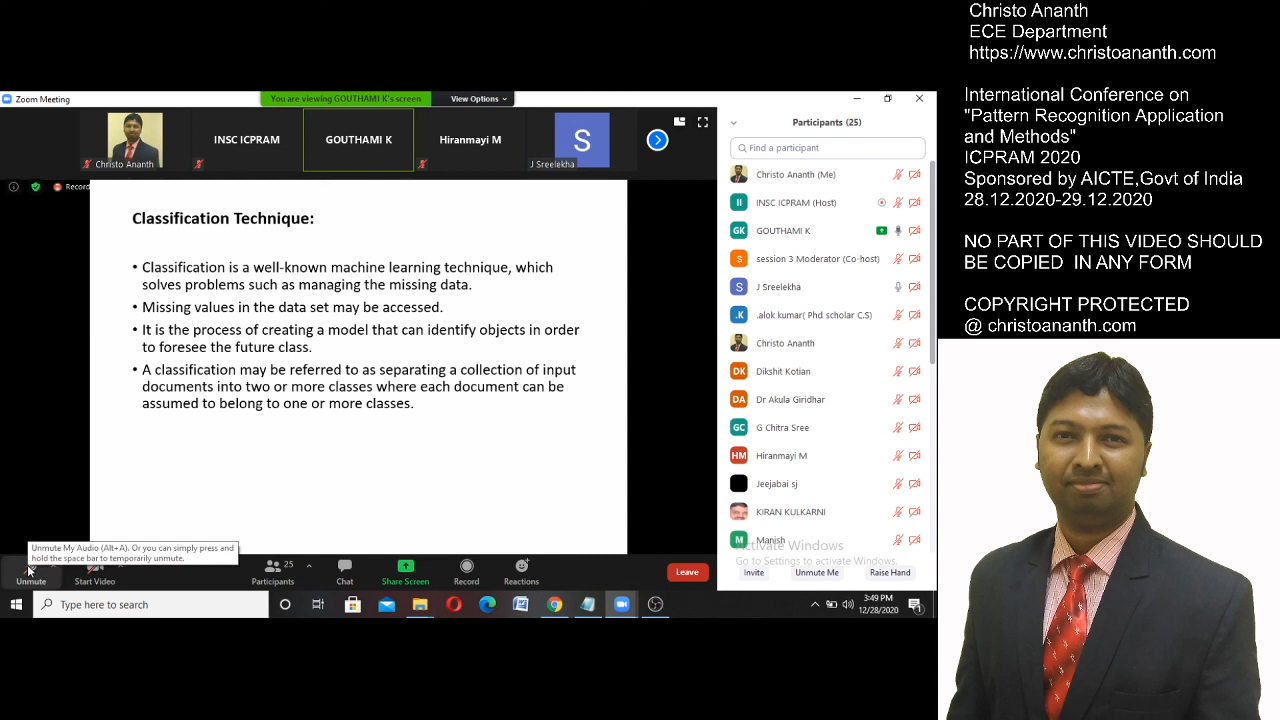 Christo Ananth
ECE Department
https://www.christoananth.com
International Conference on
"Pattern Recognition Application
and Methods"
ICPRAM 2020
Sponsored by AICTE,Govt of India
28.12.2020-29.12.2020
NO PART OF THIS VIDEO SHOULD
BE COPIED IN ANY FORM
COPYRIGHT PROTECTED
@ christoananth.com
Zoom Meeting
You are viewing GOUTHAMI K's screen
View Options
Christo Ananth
INSC ICPRAM
GOUTHAMI K
Hiranmayi M
S
J Sreelekha
Record
Classification Technique:
• Classification is a well-known machine learning technique, which
solves problems such as managing the missing data.
• Missing values in the data set may be accessed.
• It is the process of creating a model that can identify objects in order
to foresee the future class.
• A classification may be referred to as separating a collection of input
documents into two or more classes where each document can be
assumed to belong to one or more classes.
Participants (25)
Find a participant
Christo Ananth (Me)
II INSC ICPRAM (Host)
GK GOUTHAMI K
S session 3 Moderator (Co-host)
S J Sreelekha
.K .alok kumar( Phd scholar C.S)
Christo Ananth
DK Dikshit Kotian
DA Dr Akula Giridhar
GC G Chitra Sree
HM Hiranmayi M
Jeejabai sj
KIRAN KULKARNI
M Manish
Activate Windows
Go to Settings to activate Windows.
Invite
Unmute Me
Raise Hand
Unmute My Audio (Alt+A). Or you can simply press and
hold the space bar to temporarily unmute.
Unmute
Start Video
25
Participants
Chat
Share Screen
Record
Reactions
Leave
Type here to search
3:49 PM
12/28/2020
1